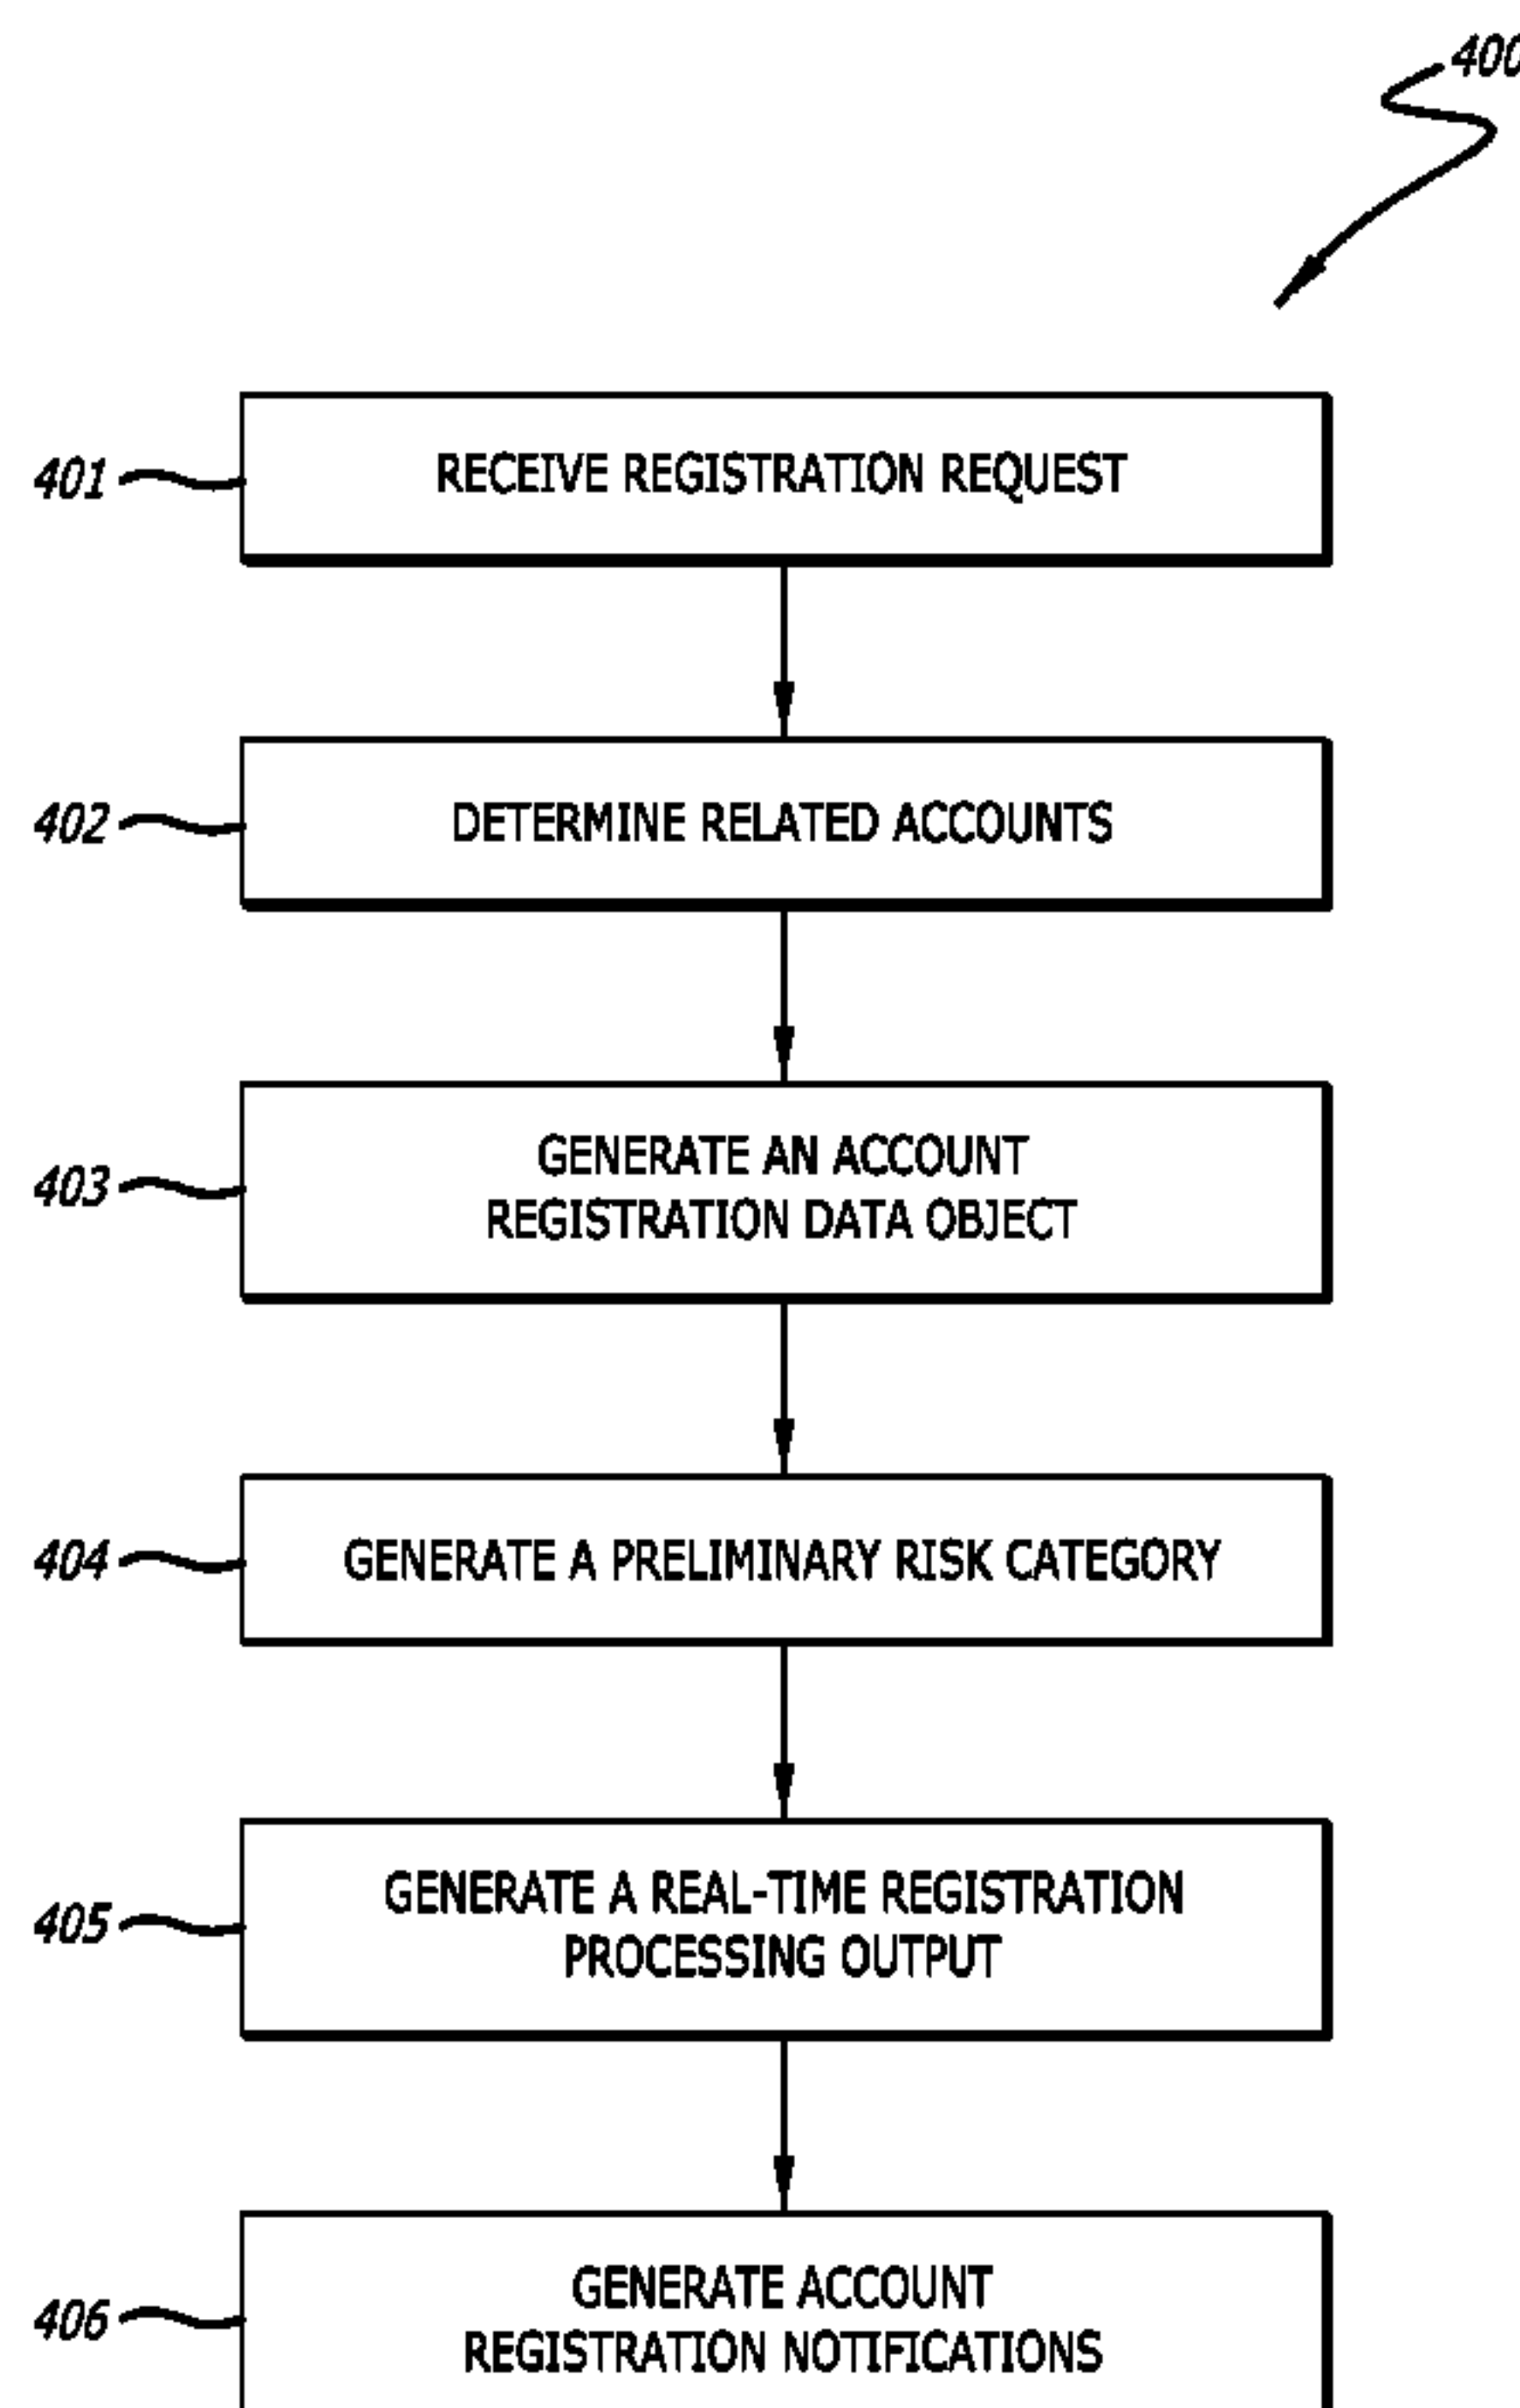 400
401
RECEIVE REGISTRATION REQUEST
402
DETERMINE RELATED ACCOUNTS
403
GENERATE AN ACCOUNT
REGISTRATION DATA OBJECT
404
GENERATE A PRELIMINARY RISK CATEGORY
405
GENERATE A REAL-TIME REGISTRATION
PROCESSING OUTPUT
406
GENERATE ACCOUNT
REGISTRATION NOTIFICATIONS